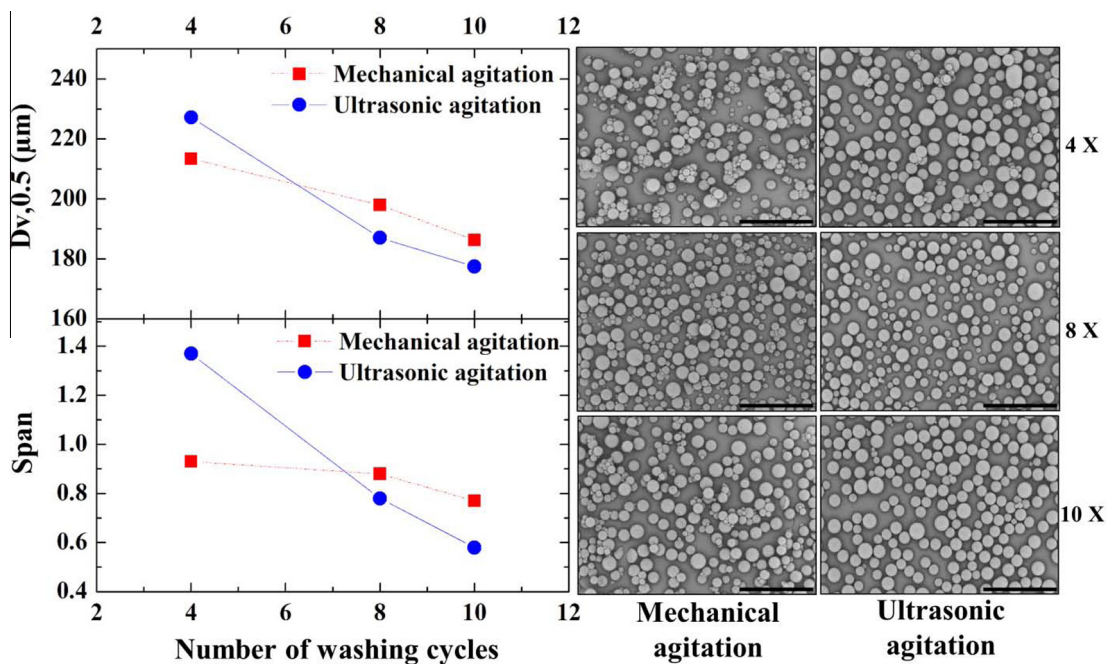 2 4 6 8 10 12
240
220
200
180
160
Dv,0.5 (μm)
Mechanical agitation
Ultrasonic agitation
1.4
1.2
1.0
0.8
0.6
0.4
Span
Mechanical agitation
Ultrasonic agitation
2 4 6 8 10 12
Number of washing cycles
4 X
8 X
10 X
Mechanical
agitation
Ultrasonic
agitation